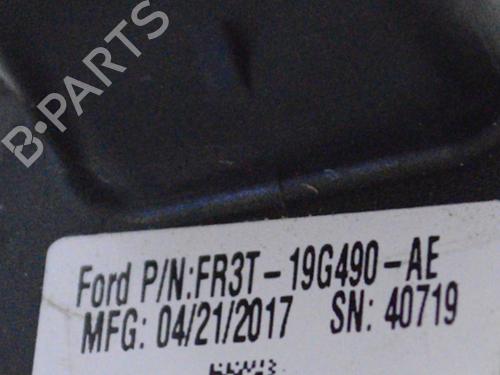 B-PARTS
Ford P/N:FR3T-19G490-AE
MFG: 04/21/2017 SN: 40719